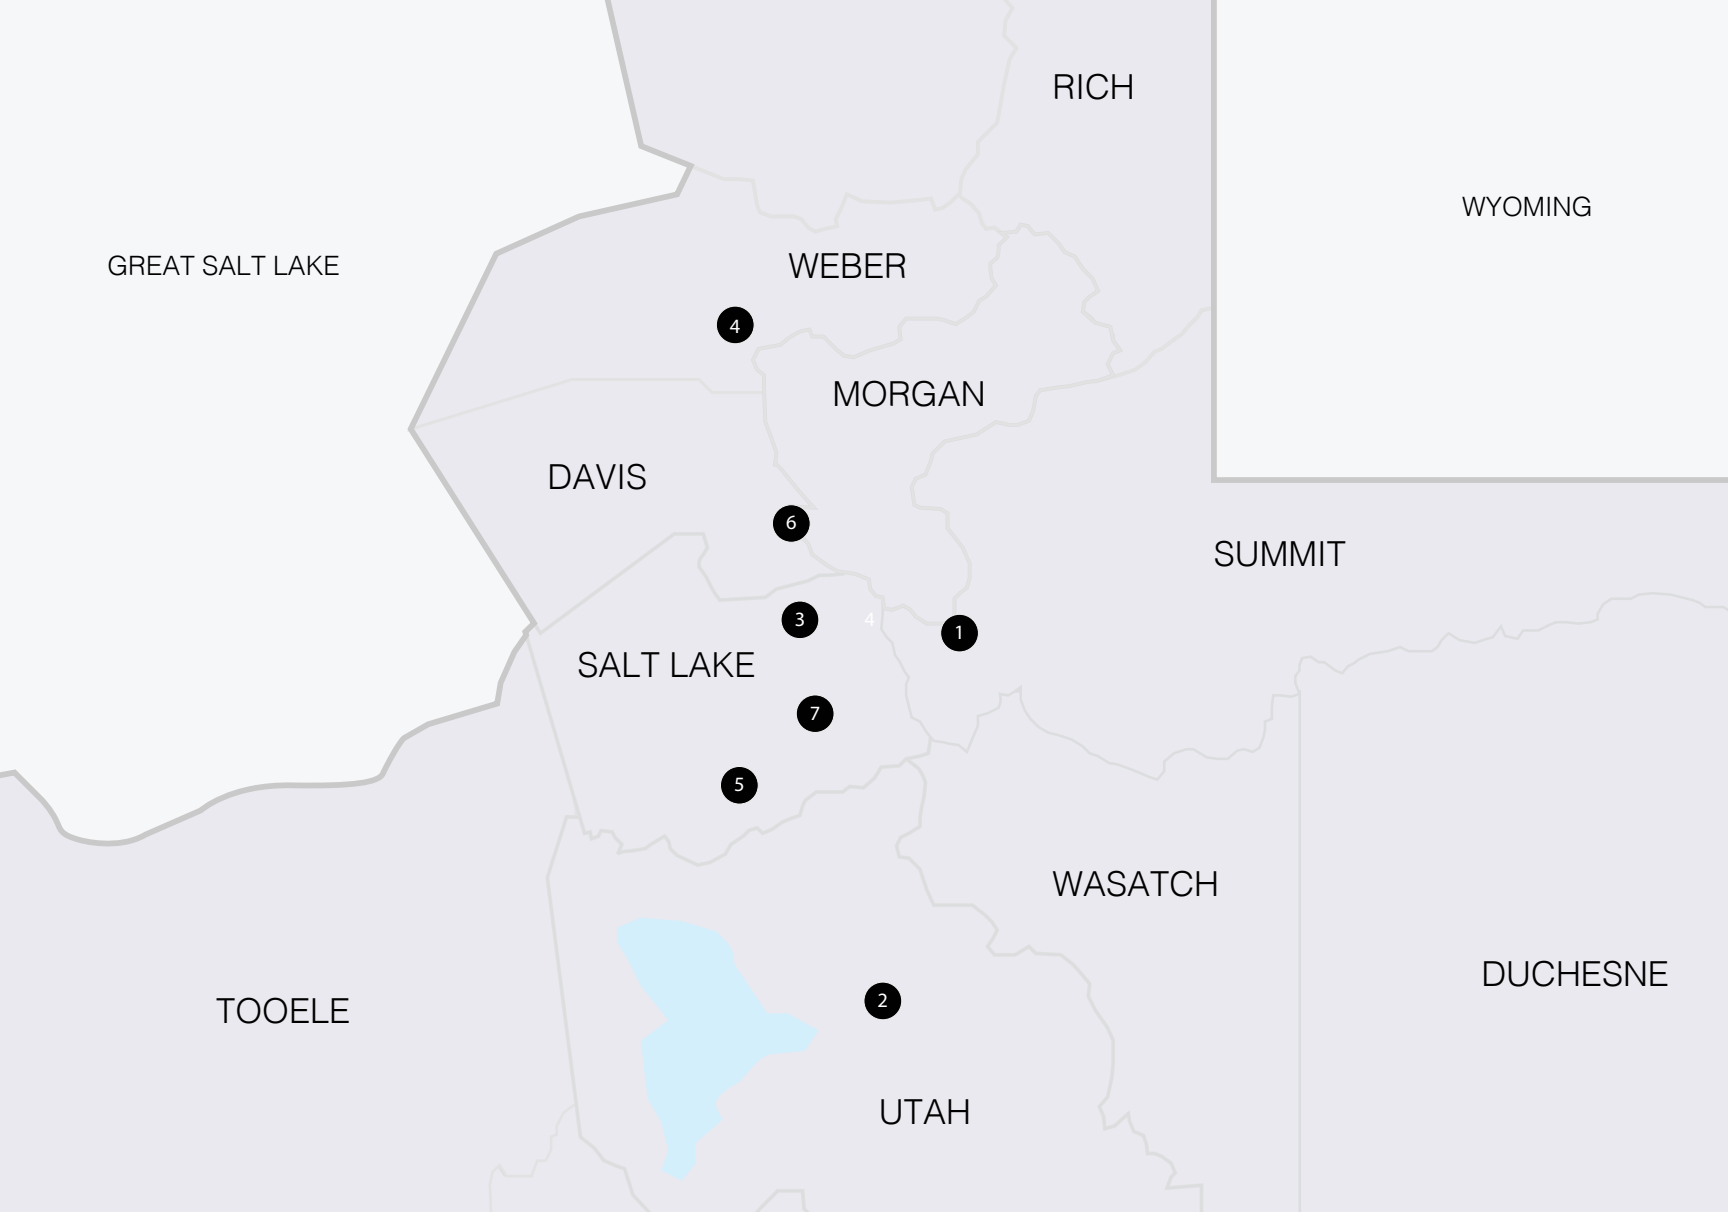 RICH
WYOMING
GREAT SALT LAKE
WEBER
4
MORGAN
DAVIS
6
SUMMIT
3
4
1
SALT LAKE
7
5
WASATCH
DUCHESNE
2
TOOELE
UTAH